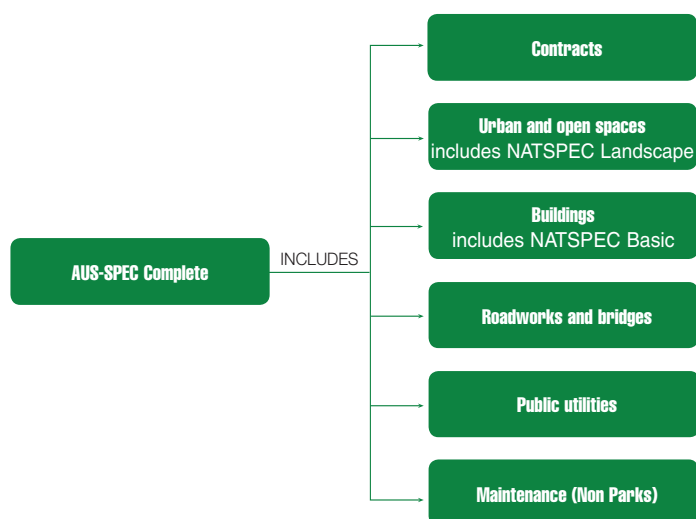 Contracts
Urban and open spaces
includes NATSPEC Landscape
Buildings
includes NATSPEC Basic
AUS-SPEC Complete
INCLUDES
Roadworks and bridges
Public utilities
Maintenance (Non Parks)